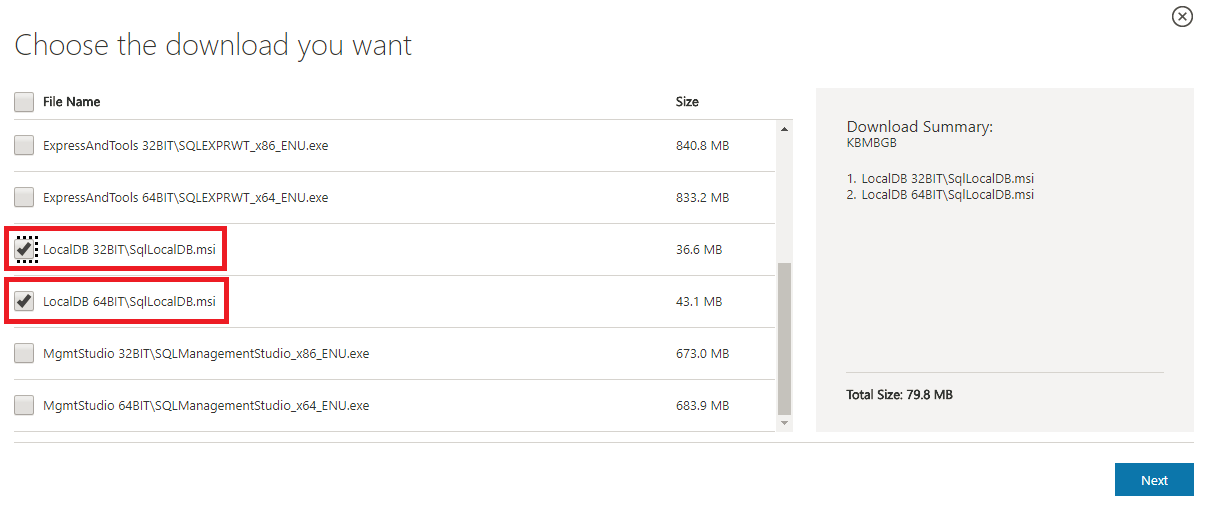 Choose the download you want
File Name Size
ExpressAndTools 32BIT\SQLEXPRWT_x86_ENU.exe 840.8 MB
ExpressAndTools 64BIT\SQLEXPRWT_x64_ENU.exe 833.2 MB
LocalDB 32BIT\SqlLocalDB.msi 36.6 MB
LocalDB 64BIT\SqlLocalDB.msi 43.1 MB
MgmtStudio 32BIT\SQLManagementStudio_x86_ENU.exe 673.0 MB
MgmtStudio 64BIT\SQLManagementStudio_x64_ENU.exe 683.9 MB
Download Summary:
KBMBGB
1. LocalDB 32BIT\SqlLocalDB.msi
2. LocalDB 64BIT\SqlLocalDB.msi
Total Size: 79.8 MB
Next